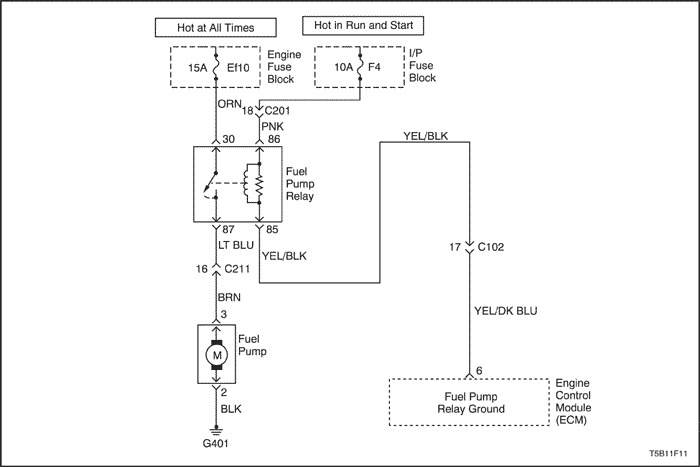 Hot at All Times
Hot in Run and Start
15A Ef10
Engine
Fuse
Block
10A F4
I/P
Fuse
Block
ORN
18 C201
PNK
30
86
YEL/BLK
Fuel
Pump
Relay
87
85
LT BLU
YEL/BLK
17 C102
16 C211
BRN
YEL/DK BLU
3
Fuel
Pump
M
2
BLK
G401
6
Fuel Pump
Relay Ground
Engine
Control
Module
(ECM)
T5B11F11